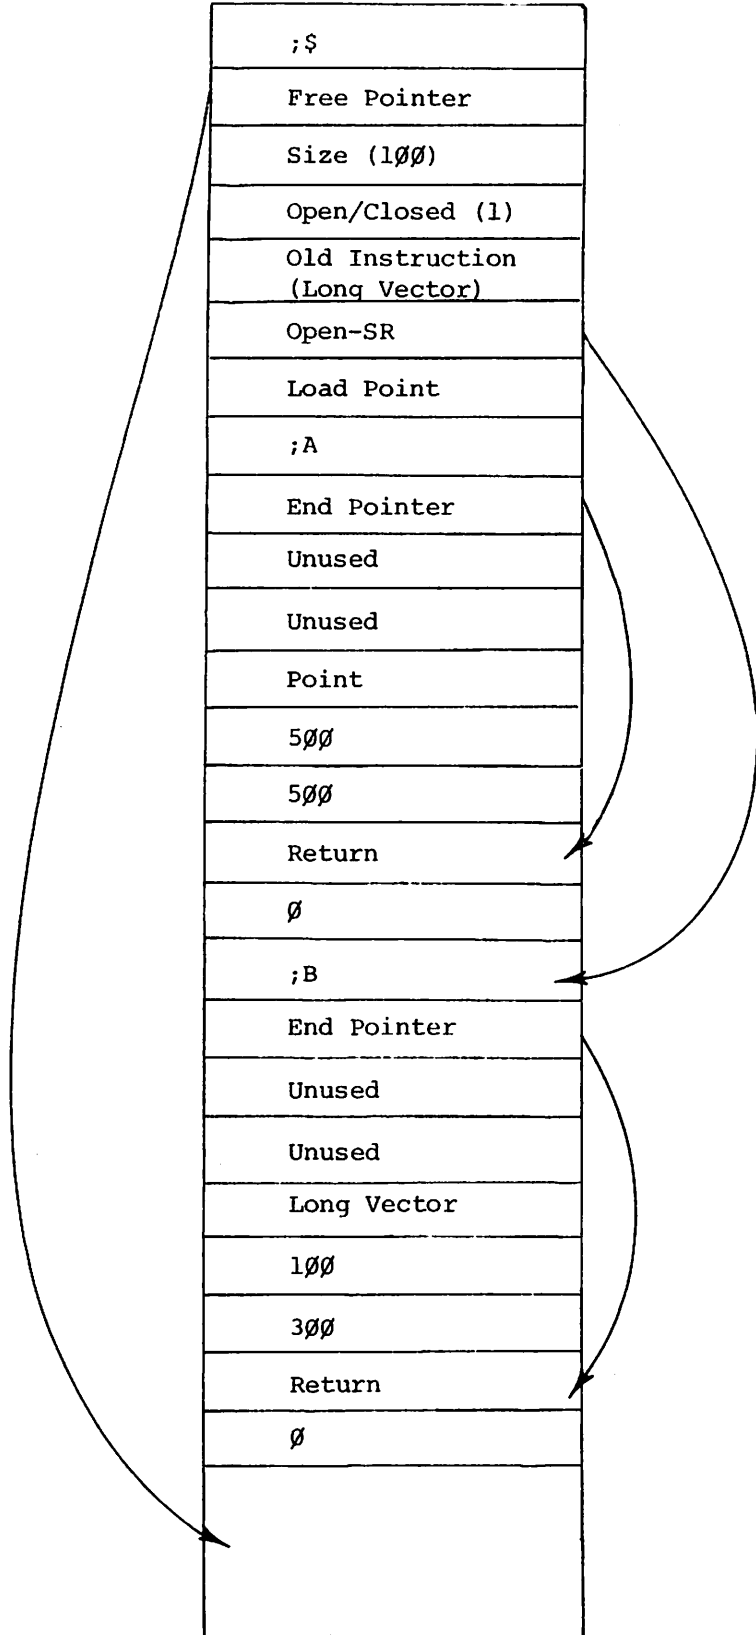 ;$
Free Pointer
Size (1ØØ)
Open/Closed (1)
Old Instruction
(Long Vector)
Open-SR
Load Point
;A
End Pointer
Unused
Unused
Point
5ØØ
5ØØ
Return
Ø
;B
End Pointer
Unused
Unused
Long Vector
1ØØ
3ØØ
Return
Ø